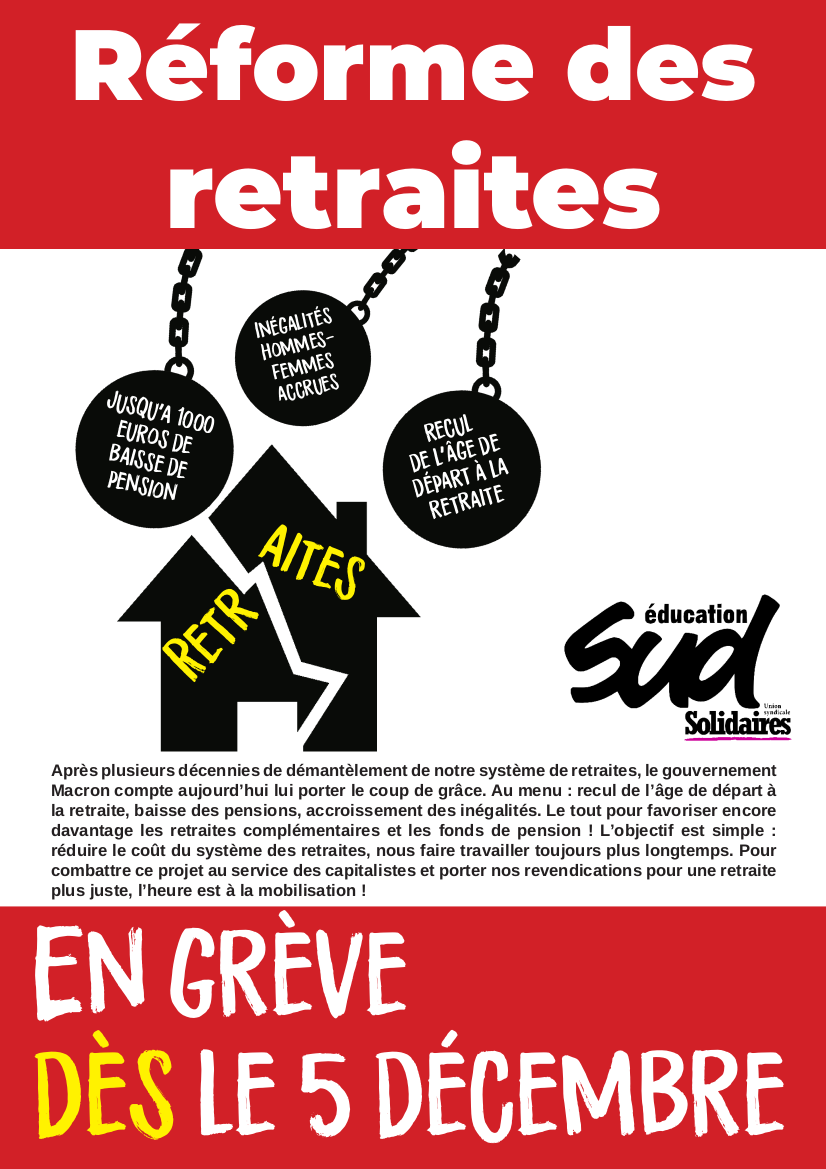 Réforme des
retraites
INÉGALITÉS
HOMMES-
FEMMES
ACCRUES
JUSQU'A 1000
EUROS DE
BAISSE DE
PENSION
RECUL
DE L'ÂGE DE
DÉPART À LA
RETRAITE
RETR
AITES
éducation
Sud
Union
syndicale
Solidaires
Après plusieurs décennies de démantèlement de notre système de retraites, le gouvernement
Macron compte aujourd'hui lui porter le coup de grâce. Au menu : recul de l'âge de départ à
la retraite, baisse des pensions, accroissement des inégalités. Le tout pour favoriser encore
davantage les retraites complémentaires et les fonds de pension ! L'objectif est simple :
réduire le coût du système des retraites, nous faire travailler toujours plus longtemps. Pour
combattre ce projet au service des capitalistes et porter nos revendications pour une retraite
plus juste, l'heure est à la mobilisation !
EN GRÈVE
DÈS LE 5 DÉCEMBRE